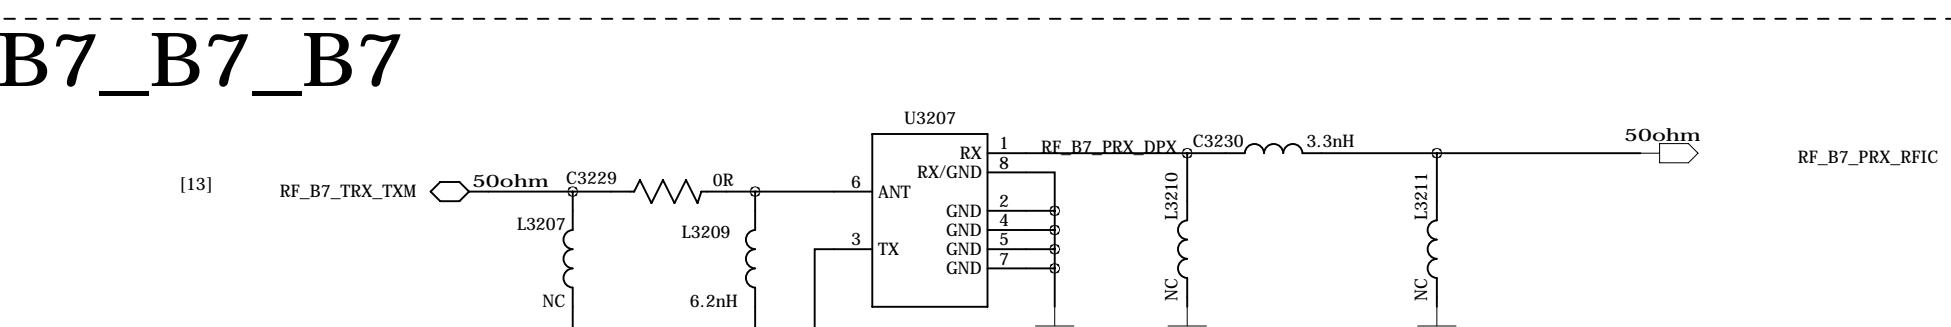 B7_B7_B7
U3207
RX 1 RF_B7_PRX_DPX C3230 3.3nH 50ohm RF_B7_PRX_RFIC
RX/GND 8
[13] RF_B7_TRX_TXM 50ohm C3229 0R 6 ANT
GND 2
GND 4
L3207 L3209 3 TX GND 5
GND 7
L3210 L3211
NC 6.2nH NC NC